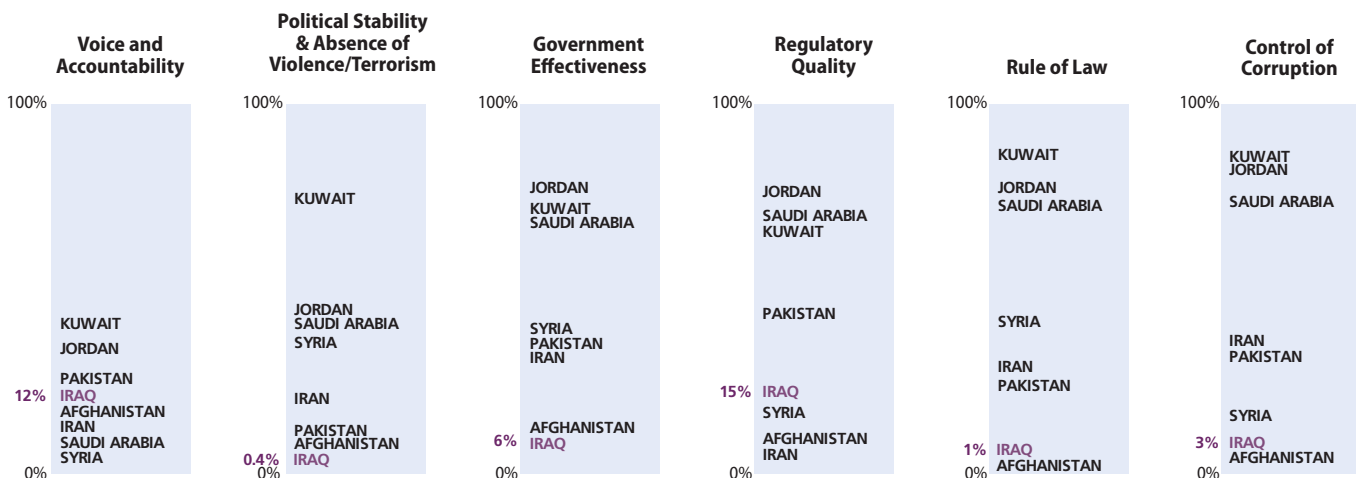 Voice and
Accountability
100%
KUWAIT
JORDAN
PAKISTAN
12% IRAQ
AFGHANISTAN
IRAN
SAUDI ARABIA
SYRIA
0%
Political Stability
& Absence of
Violence/Terrorism
100%
KUWAIT
JORDAN
SAUDI ARABIA
SYRIA
IRAN
PAKISTAN
AFGHANISTAN
0.4% IRAQ
0%
Government
Effectiveness
100%
JORDAN
KUWAIT
SAUDI ARABIA
SYRIA
PAKISTAN
IRAN
AFGHANISTAN
6% IRAQ
0%
Regulatory
Quality
100%
JORDAN
SAUDI ARABIA
KUWAIT
PAKISTAN
15% IRAQ
SYRIA
AFGHANISTAN
IRAN
0%
Rule of Law
100%
KUWAIT
JORDAN
SAUDI ARABIA
SYRIA
IRAN
PAKISTAN
1% IRAQ
AFGHANISTAN
0%
Control of
Corruption
100%
KUWAIT
JORDAN
SAUDI ARABIA
IRAN
PAKISTAN
SYRIA
3% IRAQ
AFGHANISTAN
0%